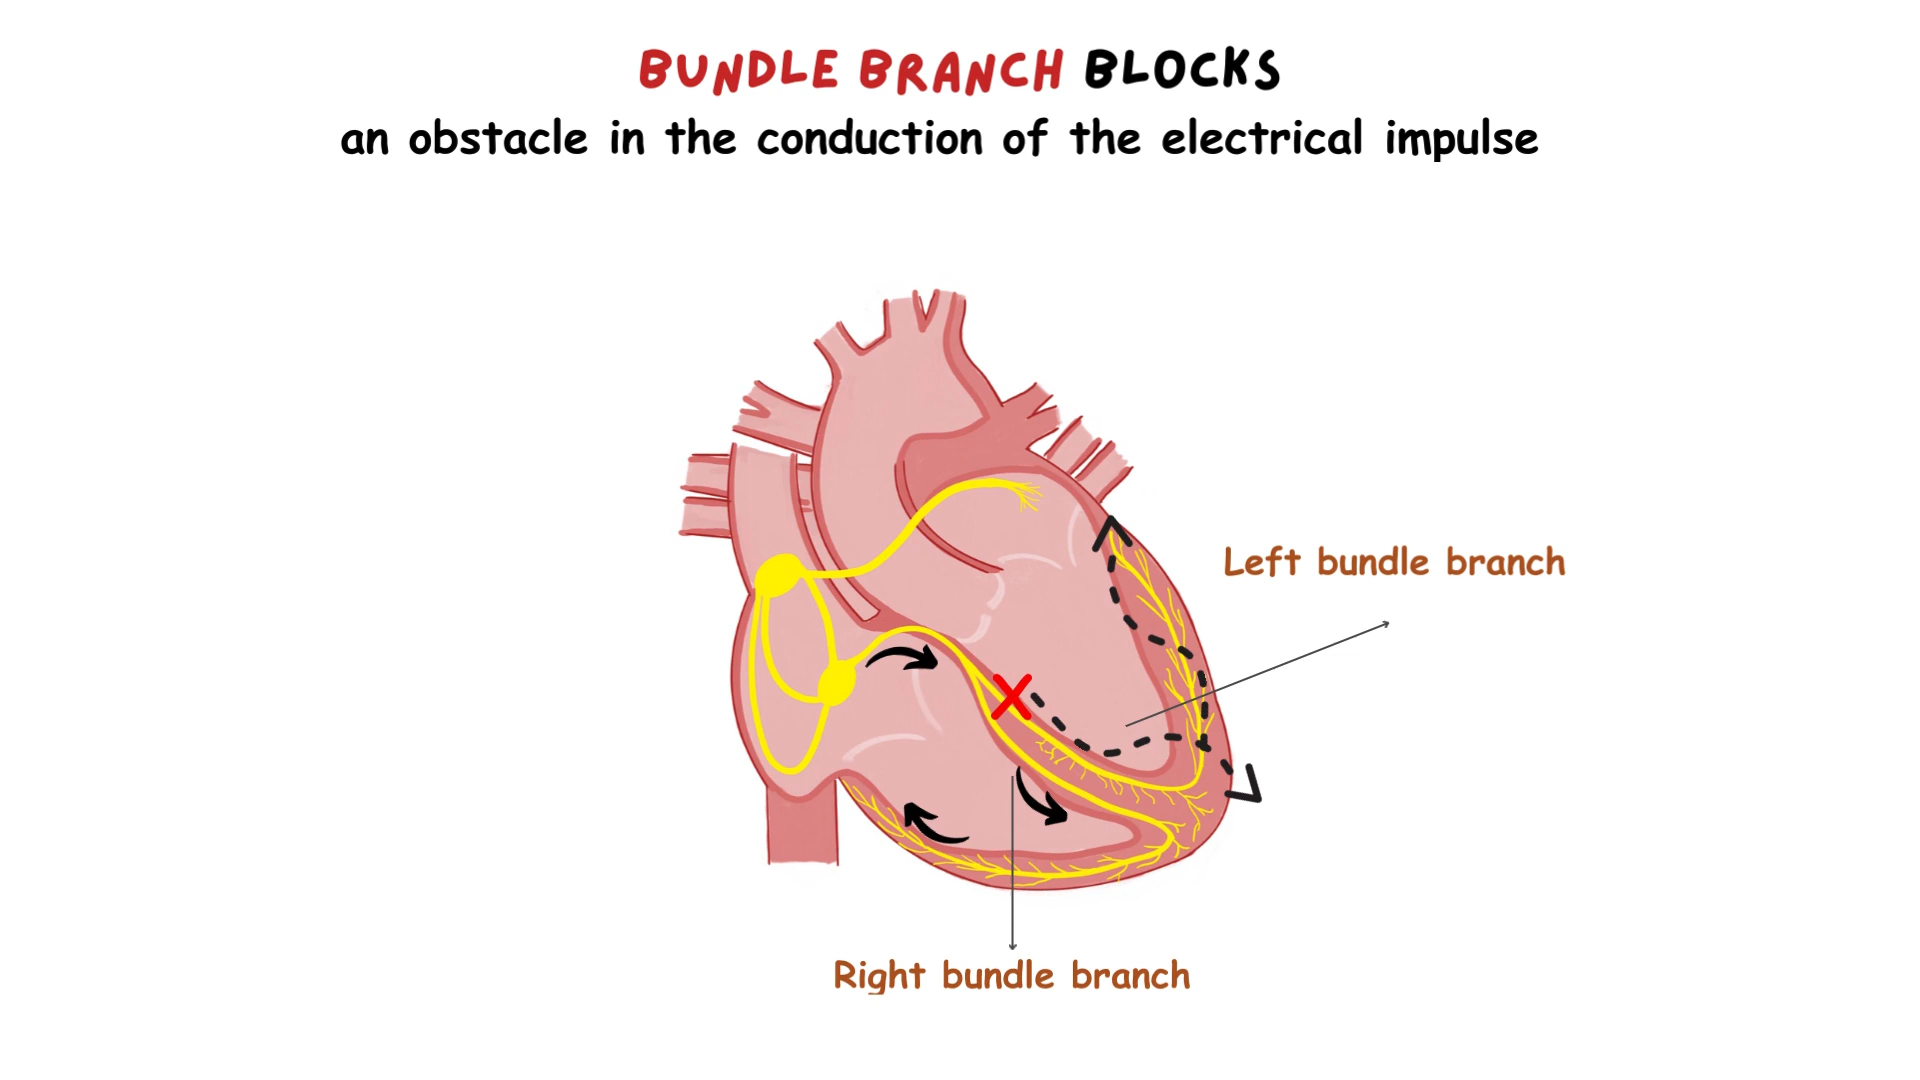 BUNDLE BRANCH BLOCKS
an obstacle in the conduction of the electrical impulse
Left bundle branch
Right bundle branch